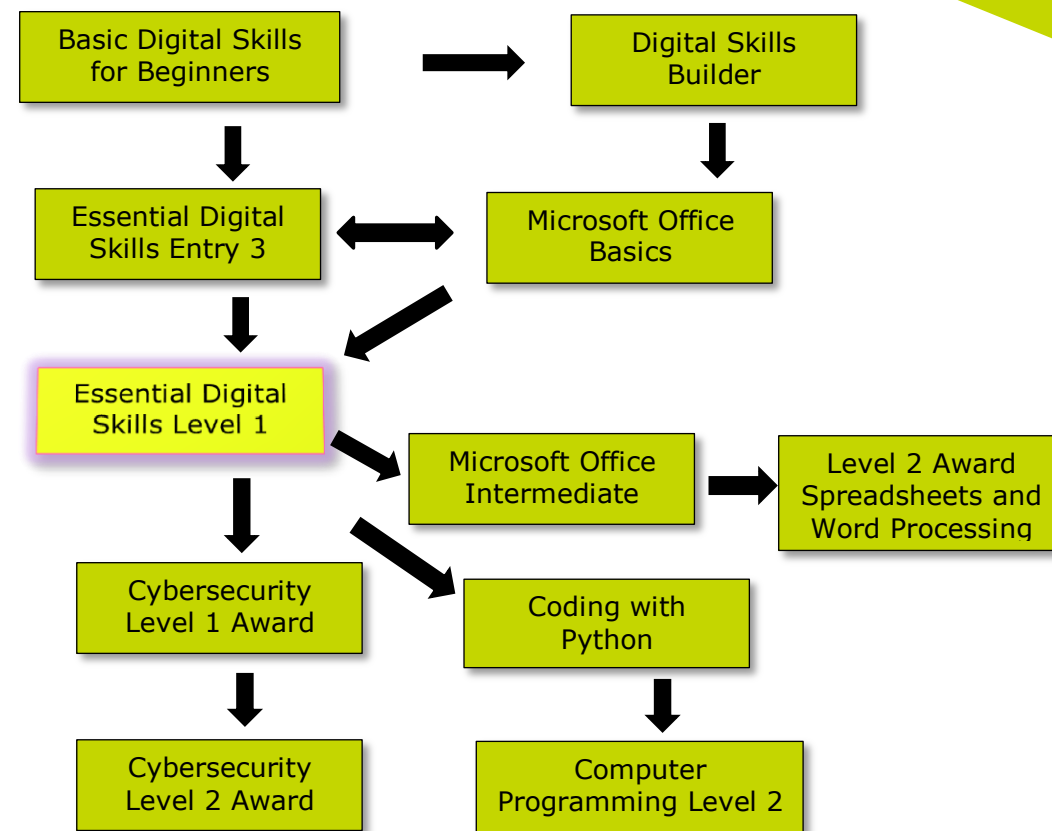 Basic Digital Skills
for Beginners
Digital Skills
Builder
Essential Digital
Skills Entry 3
Microsoft Office
Basics
Essential Digital
Skills Level 1
Microsoft Office
Intermediate
Level 2 Award
Spreadsheets and
Word Processing
Cybersecurity
Level 1 Award
Coding with
Python
Cybersecurity
Level 2 Award
Computer
Programming Level 2